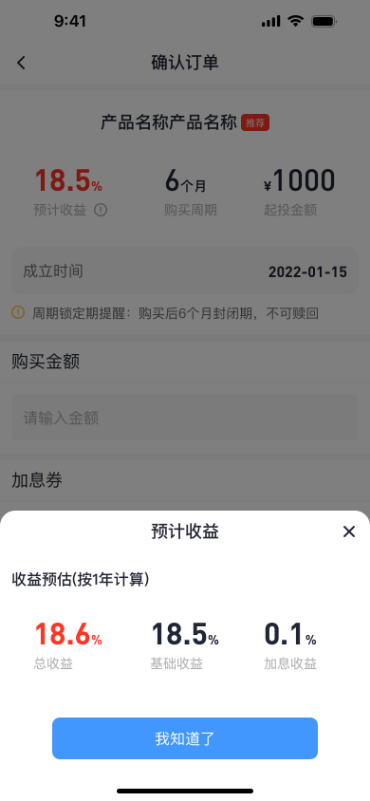 9:41
确认订单
产品名称产品名称 推荐
18.5% 6个月 ¥1000
预计收益 购买周期 起投金额
成立时间 2022-01-15
周期锁定期提醒：购买后6个月封闭期，不可赎回
购买金额
请输入金额
加息券
预计收益
收益预估(按1年计算)
18.6% 18.5% 0.1%
总收益 基础收益 加息收益
我知道了